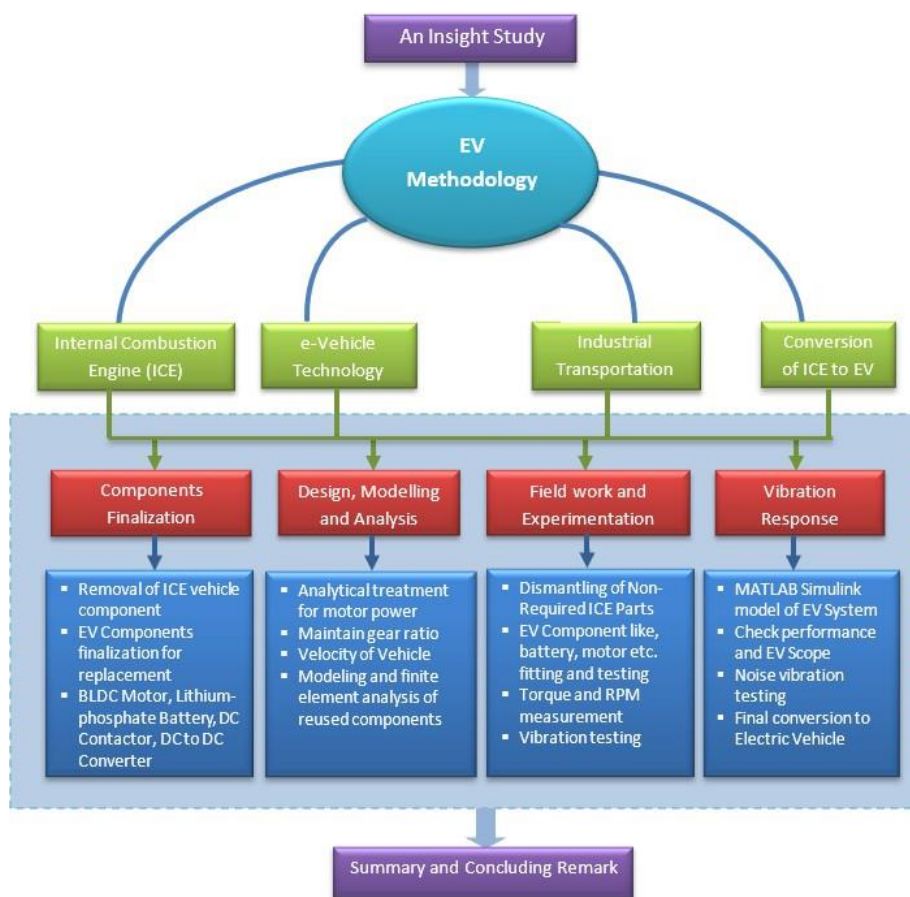 An Insight Study
EV
Methodology
Internal Combustion
Engine (ICE)
e-Vehicle
Technology
Industrial
Transportation
Conversion
of ICE to EV
Components
Finalization
Design, Modelling
and Analysis
Field work and
Experimentation
Vibration
Response
▪ Removal of ICE vehicle
component
▪ EV Components
finalization for
replacement
▪ BLDC Motor, Lithium-
phosphate Battery, DC
Contactor, DC to DC
Converter
▪ Analytical treatment
for motor power
▪ Maintain gear ratio
▪ Velocity of Vehicle
▪ Modeling and finite
element analysis of
reused components
▪ Dismantling of Non-
Required ICE Parts
▪ EV Component like,
battery, motor etc.
fitting and testing
▪ Torque and RPM
measurement
▪ Vibration testing
▪ MATLAB Simulink
model of EV System
▪ Check performance
and EV Scope
▪ Noise vibration
testing
▪ Final conversion to
Electric Vehicle
Summary and Concluding Remark